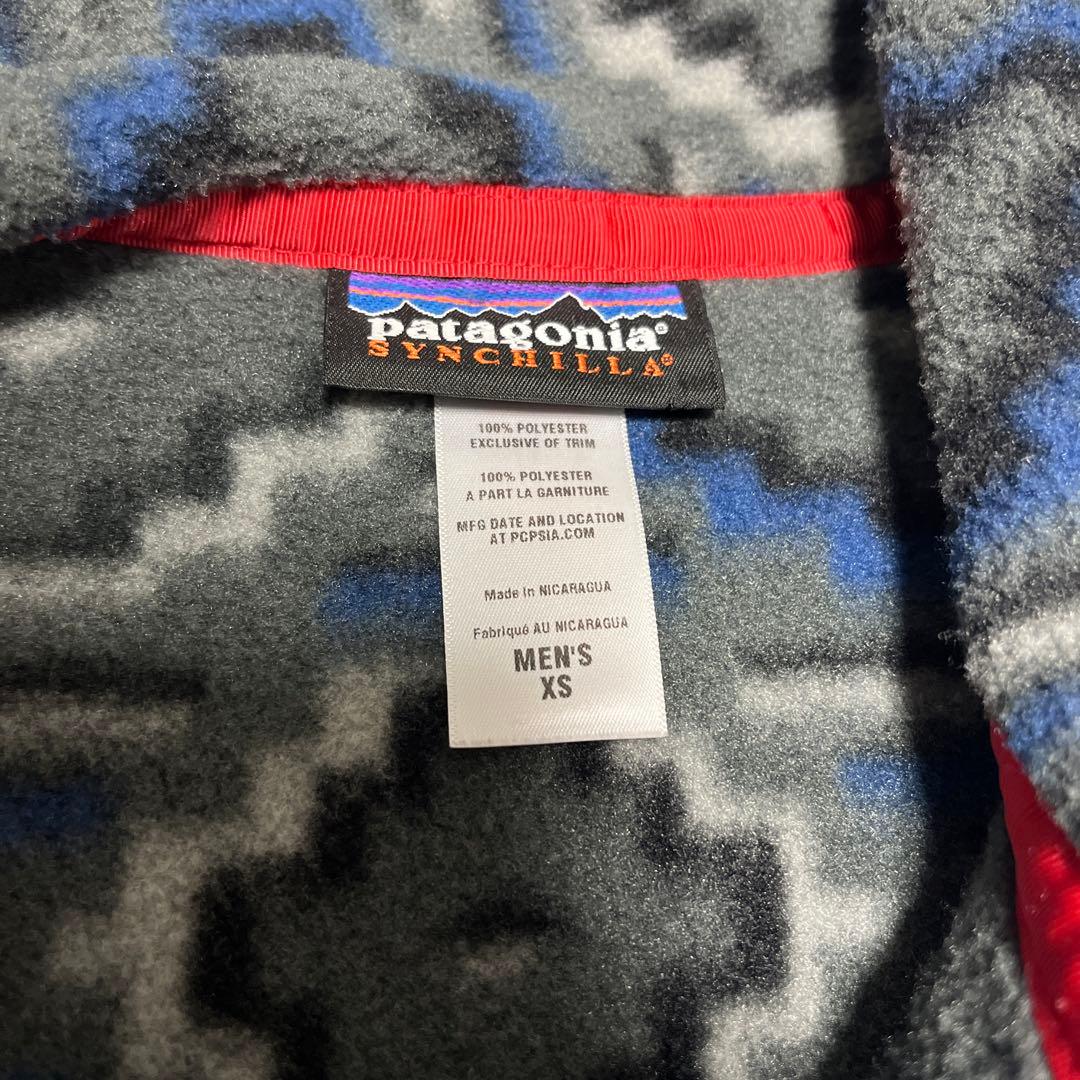 patagonia®
SYNCHILLA®
100% POLYESTER
EXCLUSIVE OF TRIM
100% POLYESTER
A PART LA GARNITURE
MFG DATE AND LOCATION
AT PCPSIA.COM
Made in NICARAGUA
Fabriqué AU NICARAGUA
MEN'S
XS